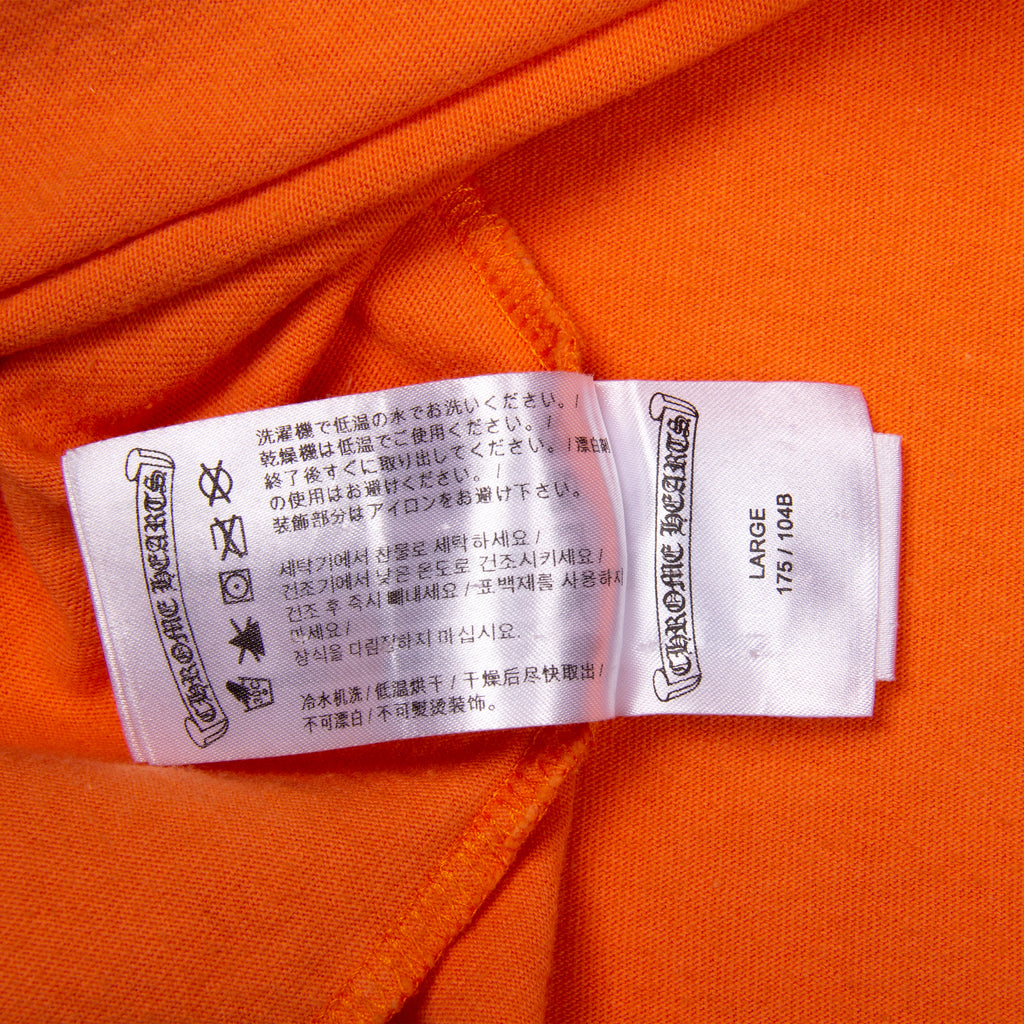 CHROME HEARTS
洗濯機で低温の水でお洗いください。/
乾燥機は低温でご使用ください。/
終了後すぐに取り出してください。/漂白剤
の使用はお避けください。/
装飾部分はアイロンをお避け下さい。
세탁기에서 찬물로 세탁하세요/
건조기에서 낮은 온도로 건조시키세요/
건조 후 즉시 빼내세요/표백재를 사용하지
마세요/
장식을 다림질하지 마십시요.
冷水机洗/低温烘干/干燥后尽快取出/
不可漂白/不可熨烫装饰。
CHROME HEARTS
LARGE
175/104B